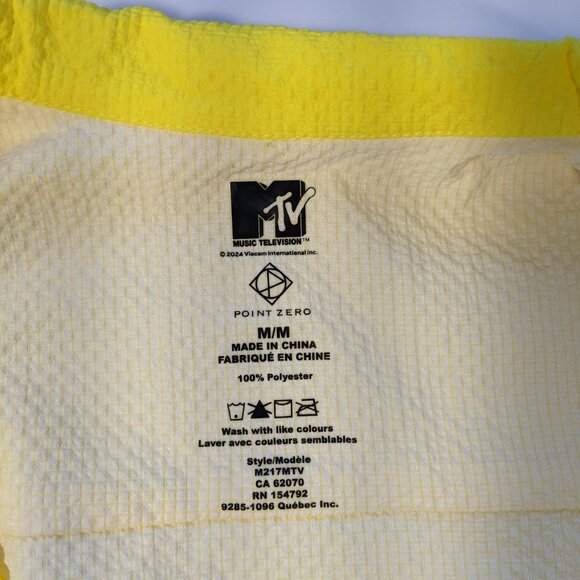 MTV
MUSIC TELEVISION™
© 2024 Viacom International Inc.
POINT ZERO
M/M
MADE IN CHINA
FABRIQUÉ EN CHINE
100% Polyester
Wash with like colours
Laver avec couleurs semblables
Style/Modèle
M217MTV
CA 62070
RN 154792
9285-1096 Québec Inc.